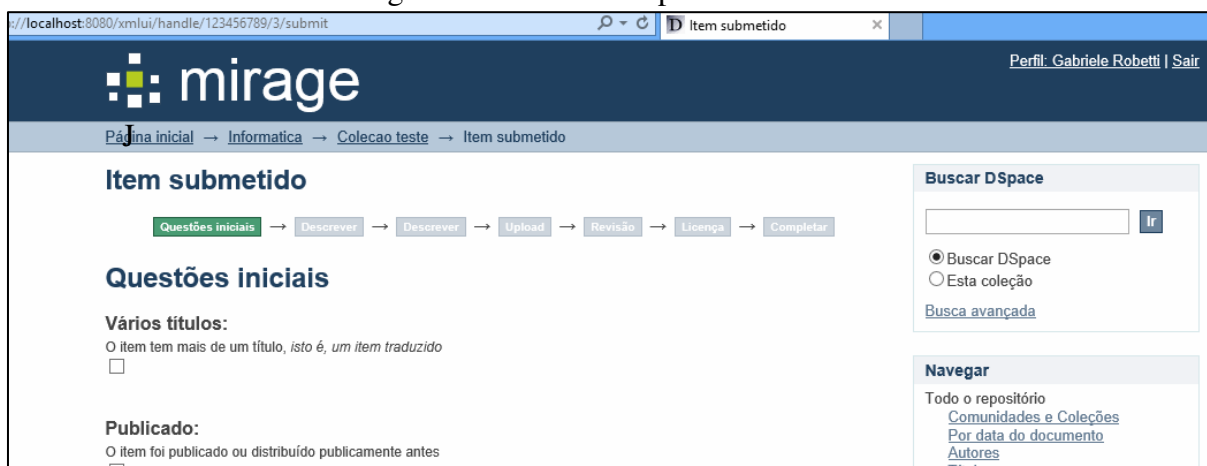 ://localhost:8080/xmlui/handle/123456789/3/submit
Item submetido
mirage
Perfil: Gabriele Robetti | Sair
Página inicial → Informatica → Colecao teste → Item submetido
J
Item submetido
Questões iniciais → Descrever → Descrever → Upload → Revisão → Licença → Completar
Questões iniciais
Vários títulos:
O item tem mais de um título, isto é, um item traduzido
Publicado:
O item foi publicado ou distribuído publicamente antes
Buscar DSpace
Ir
Buscar DSpace
Esta coleção
Busca avançada
Navegar
Todo o repositório
Comunidades e Coleções
Por data do documento
Autores